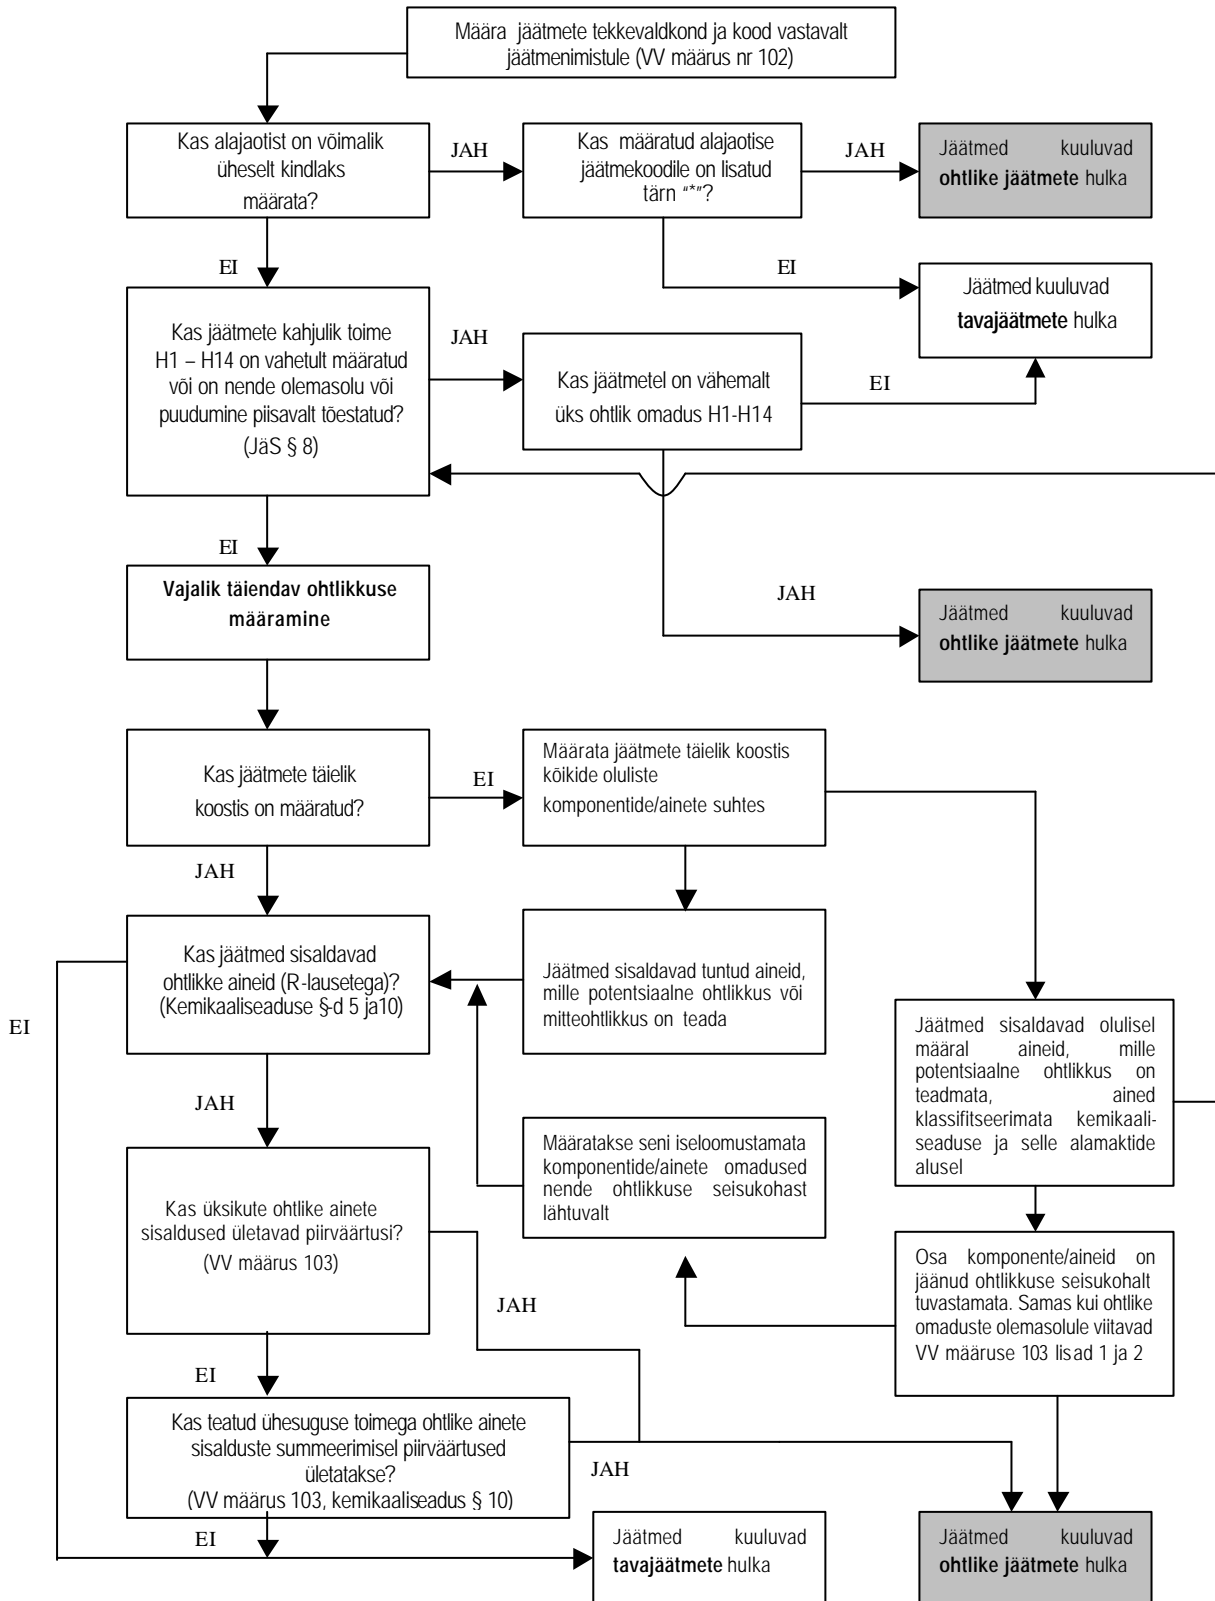 Määra jäätmete tekkevaldkond ja kood vastavalt
jäätmenimistule (VV määrus nr 102)
Kas alajaotist on võimalik
üheselt kindlaks
määrata?
JAH
Kas määratud alajaotise
jäätmekoodile on lisatud
tärn "*"?
JAH
Jäätmed kuuluvad
ohtlike jäätmete hulka
EI
EI
Jäätmed kuuluvad
tavajäätmete hulka
Kas jäätmete kahjulik toime
H1 – H14 on vahetult määratud
või on nende olemasolu või
puudumine piisavalt tõestatud?
(JäS § 8)
JAH
Kas jäätmetel on vähemalt
üks ohtlik omadus H1-H14
EI
EI
Vajalik täiendav ohtlikkuse
määramine
JAH
Jäätmed kuuluvad
ohtlike jäätmete hulka
Kas jäätmete täielik
koostis on määratud?
EI
Määrata jäätmete täielik koostis
kõikide oluliste
komponentide/ainete suhtes
JAH
Kas jäätmed sisaldavad
ohtlikke aineid (R-lausetega)?
(Kemikaaliseaduse §-d 5 ja10)
Jäätmed sisaldavad tuntud aineid,
mille potentsiaalne ohtlikkus või
mitteohtlikkus on teada
EI
Jäätmed sisaldavad olulisel
määral aineid, mille
potentsiaalne ohtlikkus on
teadmata, ained
klassifitseerimata kemikaali-
seaduse ja selle alamaktide
alusel
JAH
Määratakse seni iseloomustamata
komponentide/ainete omadused
nende ohtlikkuse seisukohast
lähtuvalt
Kas üksikute ohtlike ainete
sisaldused ületavad piirväärtusi?
(VV määrus 103)
JAH
Osa komponente/aineid on
jäänud ohtlikkuse seisukohalt
tuvastamata. Samas kui ohtlike
omaduste olemasolule viitavad
VV määruse 103 lisad 1 ja 2
EI
Kas teatud ühesuguse toimega ohtlike ainete
sisalduste summeerimisel piirväärtused
ületatakse?
(VV määrus 103, kemikaaliseadus § 10)
JAH
EI
Jäätmed kuuluvad
tavajäätmete hulka
Jäätmed kuuluvad
ohtlike jäätmete hulka